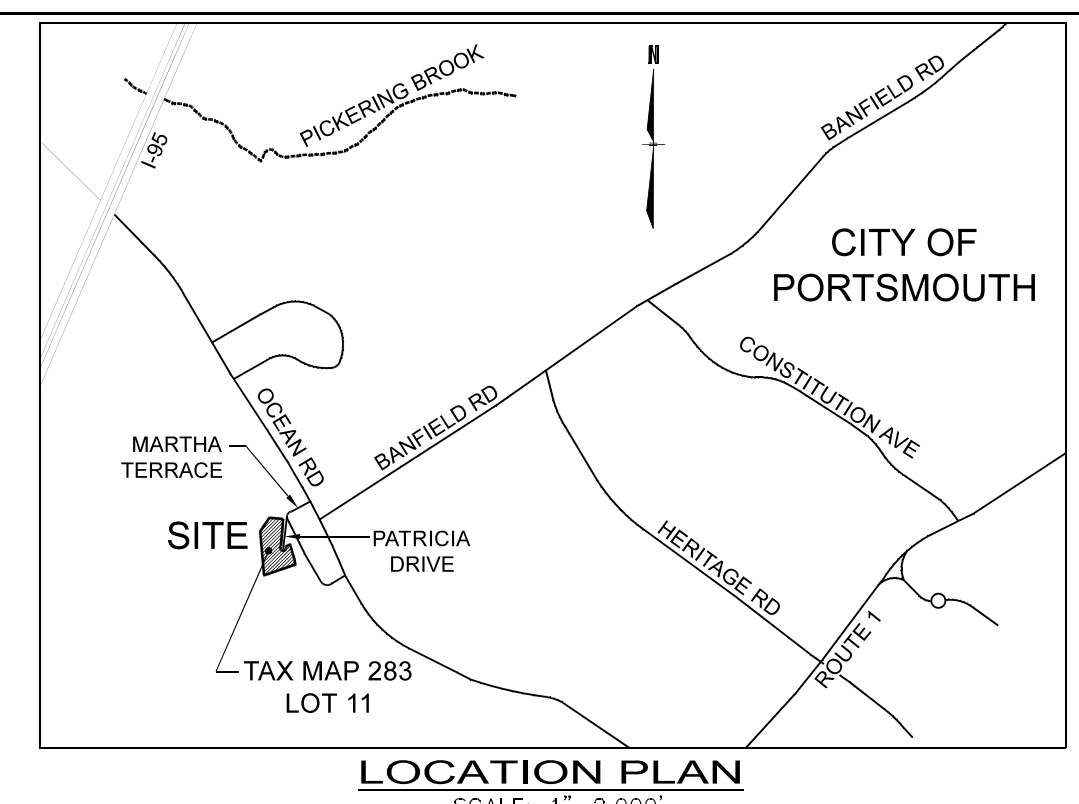 N
PICKERING BROOK
BANFIELD RD
I-95
CITY OF
PORTSMOUTH
CONSTITUTION AVE
OCEAN RD
BANFIELD RD
MARTHA
TERRACE
SITE
PATRICIA
DRIVE
HERITAGE RD
ROUTE 1
TAX MAP 283
LOT 11
LOCATION PLAN